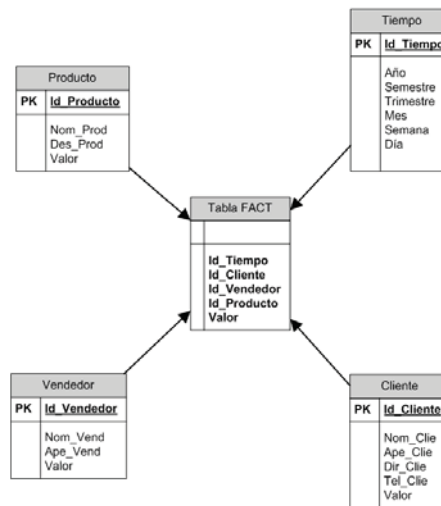 Tiempo
PK Id_Tiempo
Año
Semestre
Trimestre
Mes
Semana
Día
Producto
PK Id_Producto
Nom_Prod
Des_Prod
Valor
Tabla FACT
Id_Tiempo
Id_Cliente
Id_Vendedor
Id_Producto
Valor
Vendedor
PK Id_Vendedor
Nom_Vend
Ape_Vend
Valor
Cliente
PK Id_Cliente
Nom_Clie
Ape_Clie
Dir_Clie
Tel_Clie
Valor